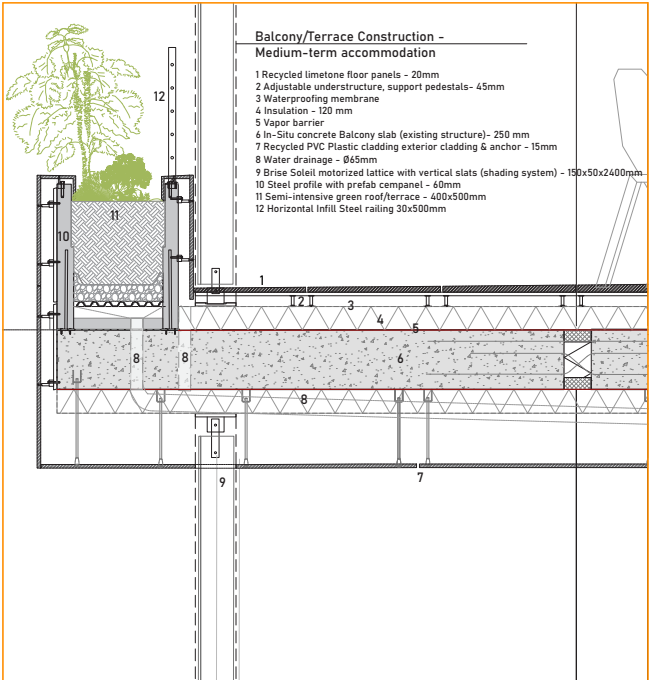 Balcony/Terrace Construction -
Medium-term accommodation
1 Recycled limetone floor panels - 20mm
2 Adjustable understructure, support pedestals- 45mm
3 Waterproofing membrane
4 Insulation - 120 mm
5 Vapor barrier
6 In-Situ concrete Balcony slab (existing structure)- 250 mm
7 Recycled PVC Plastic cladding exterior cladding & anchor - 15mm
8 Water drainage - Ø65mm
9 Brise Soleil motorized lattice with vertical slats (shading system) - 150x50x2400mm
10 Steel profile with prefab cempanel - 60mm
11 Semi-intensive green roof/terrace - 400x500mm
12 Horizontal Infill Steel railing 30x500mm
12
11
10
1
2
3
4
5
8
8
6
8
7
9